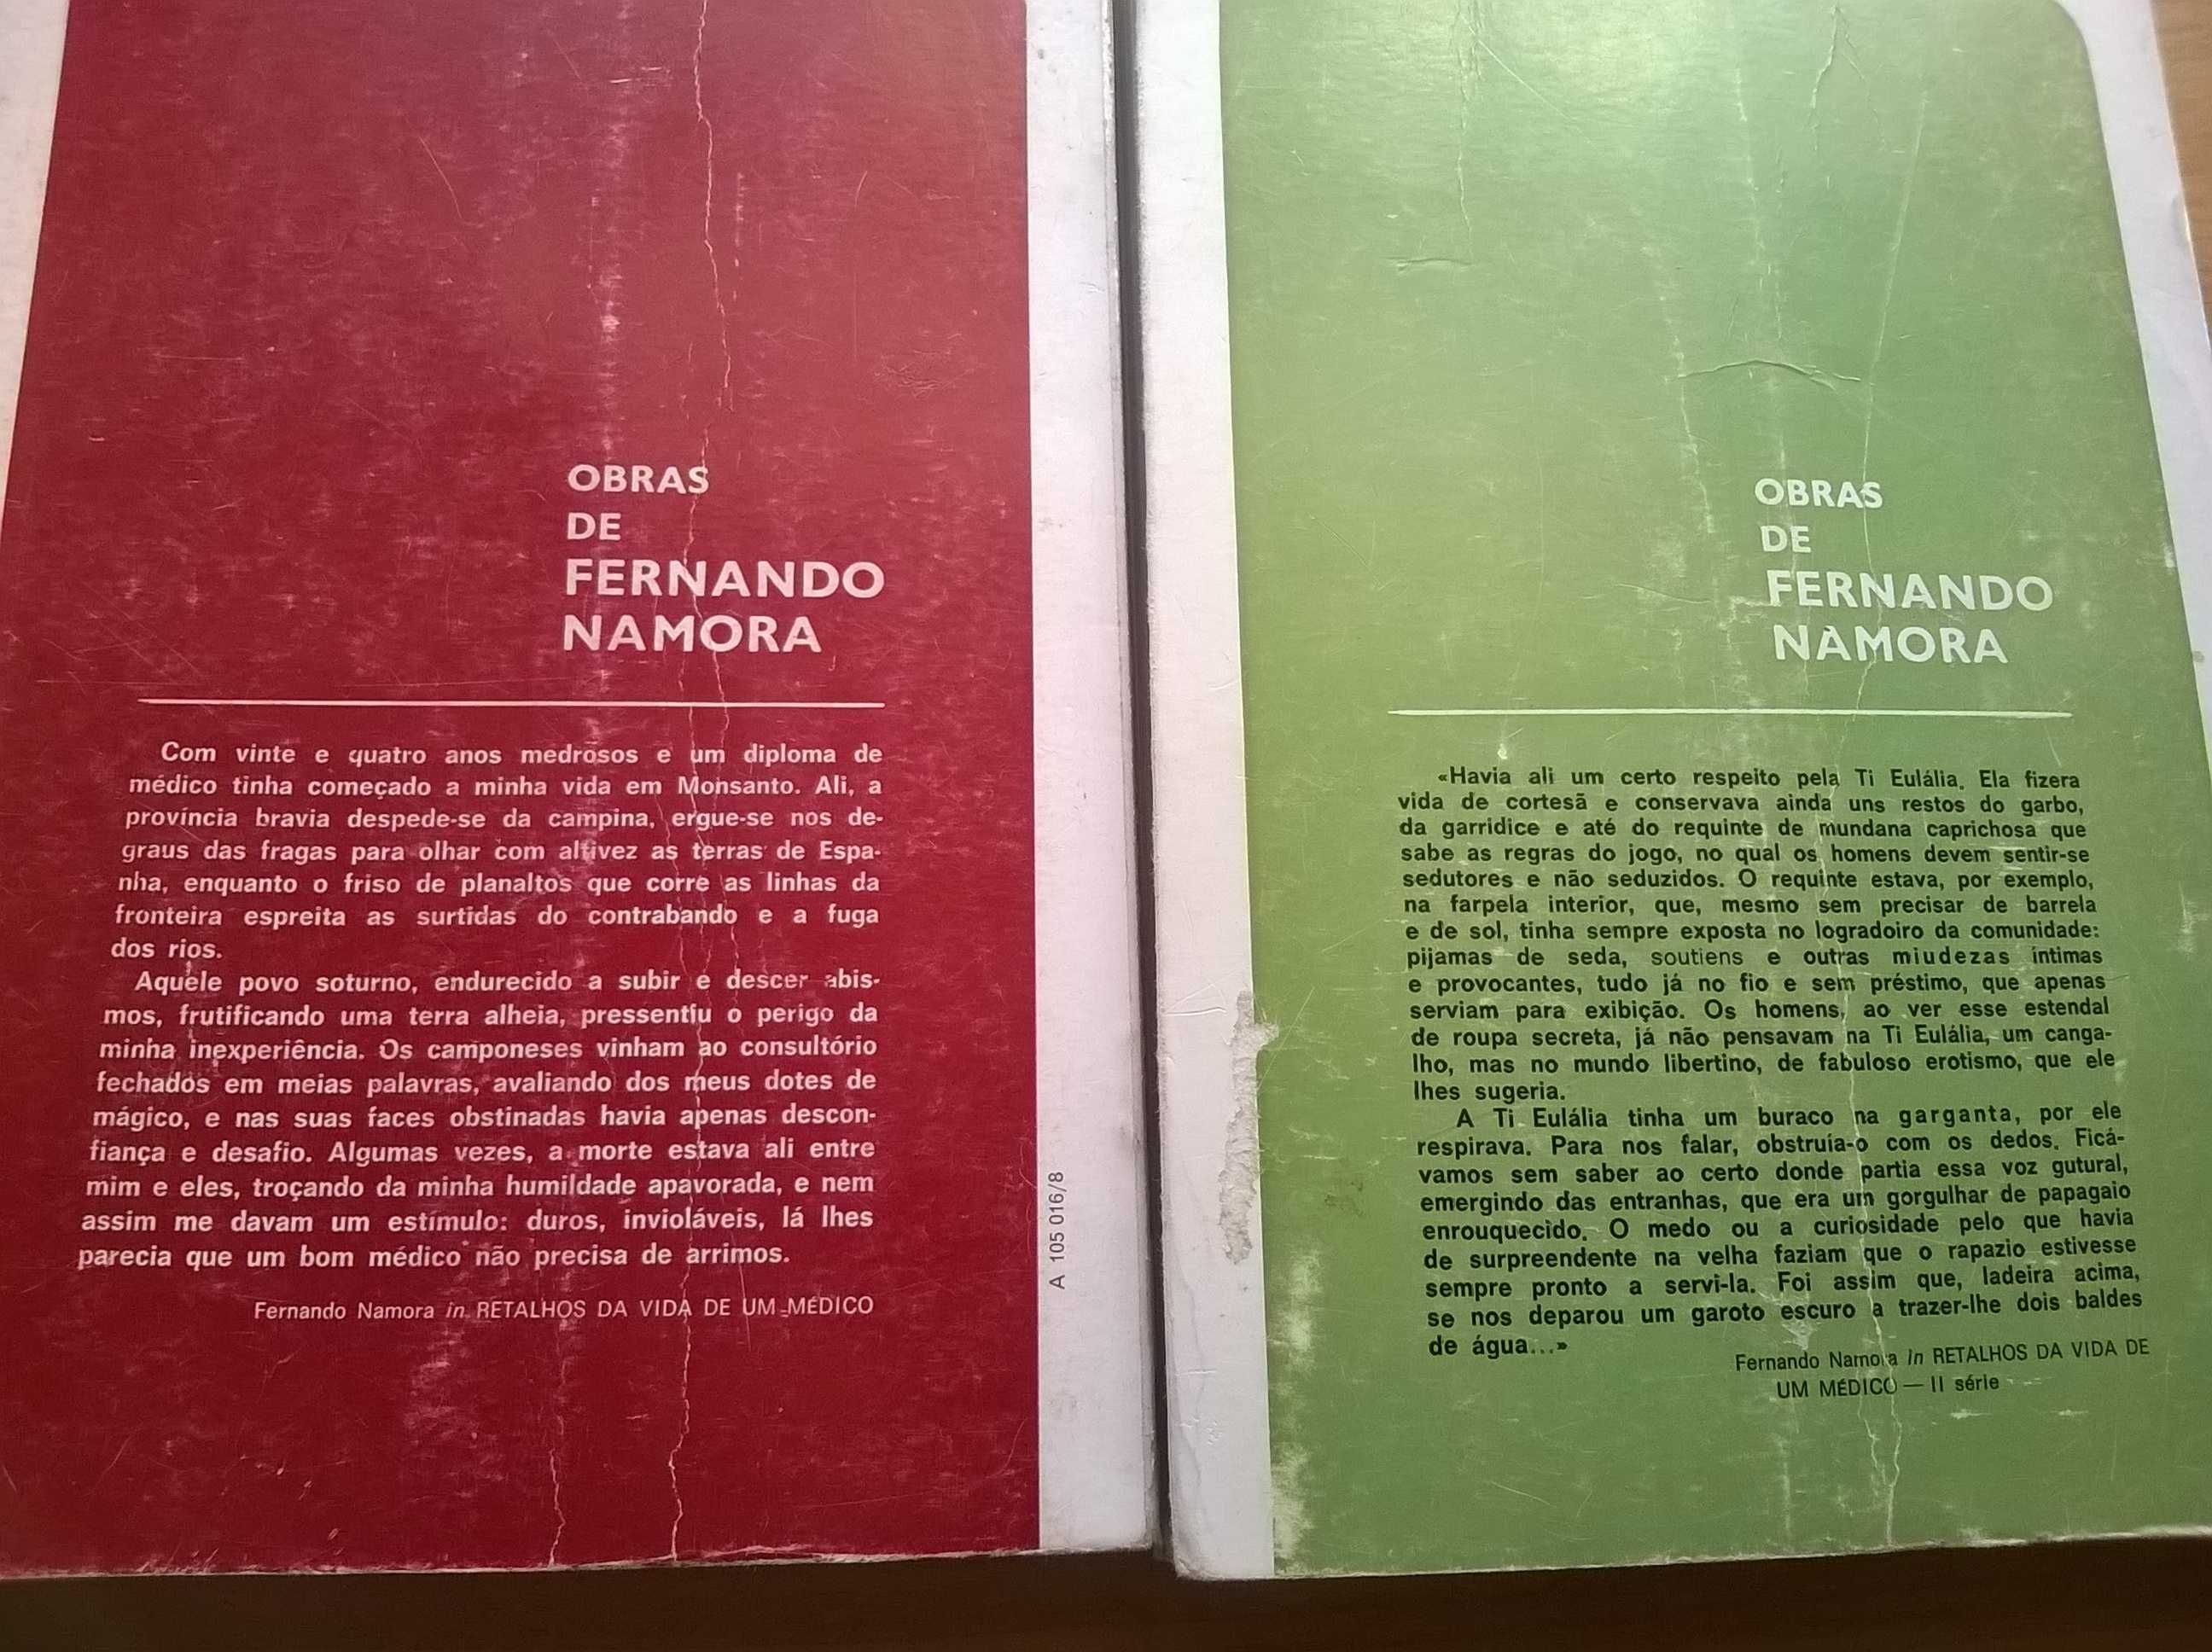 OBRAS
DE
FERNANDO
NAMORA
Com vinte e quatro anos medrosos e um diploma de
médico tinha começado a minha vida em Monsanto. Ali, a
província bravia despede-se da campina, ergue-se nos de-
graus das fragas para olhar com altivez as terras de Espa-
nha, enquanto o friso de planaltos que corre as linhas da
fronteira espreita as surtidas do contrabando e a fuga
dos rios.
Aquele povo soturno, endurecido a subir e descer abis-
mos, frutificando uma terra alheia, pressentiu o perigo da
minha inexperiência. Os camponeses vinham ao consultório
fechados em meias palavras, avaliando dos meus dotes de
mágico, e nas suas faces obstinadas havia apenas descon-
fiança e desafio. Algumas vezes, a morte estava ali entre
mim e eles, troçando da minha humildade apavorada, e nem
assim me davam um estímulo: duros, invioláveis, lá lhes
parecia que um bom médico não precisa de arrimos.
Fernando Namora in RETALHOS DA VIDA DE UM MÉDICO
A 105 016/8
OBRAS
DE
FERNANDO
NAMORA
«Havia ali um certo respeito pela Ti Eulália. Ela fizera
vida de cortesã e conservava ainda uns restos do garbo,
da garridice e até do requinte de mundana caprichosa que
sabe as regras do jogo, no qual os homens devem sentir-se
sedutores e não seduzidos. O requinte estava, por exemplo,
na farpela interior, que, mesmo sem precisar de barrela
e de sol, tinha sempre exposta no logradoiro da comunidade:
pijamas de seda, soutiens e outras miudezas íntimas
e provocantes, tudo já no fio e sem préstimo, que apenas
serviam para exibição. Os homens, ao ver esse estendal
de roupa secreta, já não pensavam na Ti Eulália, um canga-
lho, mas no mundo libertino, de fabuloso erotismo, que ele
lhes sugeria.
A Ti Eulália tinha um buraco na garganta, por ele
respirava. Para nos falar, obstruía-o com os dedos. Ficá-
vamos sem saber ao certo donde partia essa voz gutural,
emergindo das entranhas, que era um gorgulhar de papagaio
enrouquecido. O medo ou a curiosidade pelo que havia
de surpreendente na velha faziam que o rapazio estivesse
sempre pronto a servi-la. Foi assim que, ladeira acima,
se nos deparou um garoto escuro a trazer-lhe dois baldes
de água...»
Fernando Namora in RETALHOS DA VIDA DE
UM MÉDICO — II série